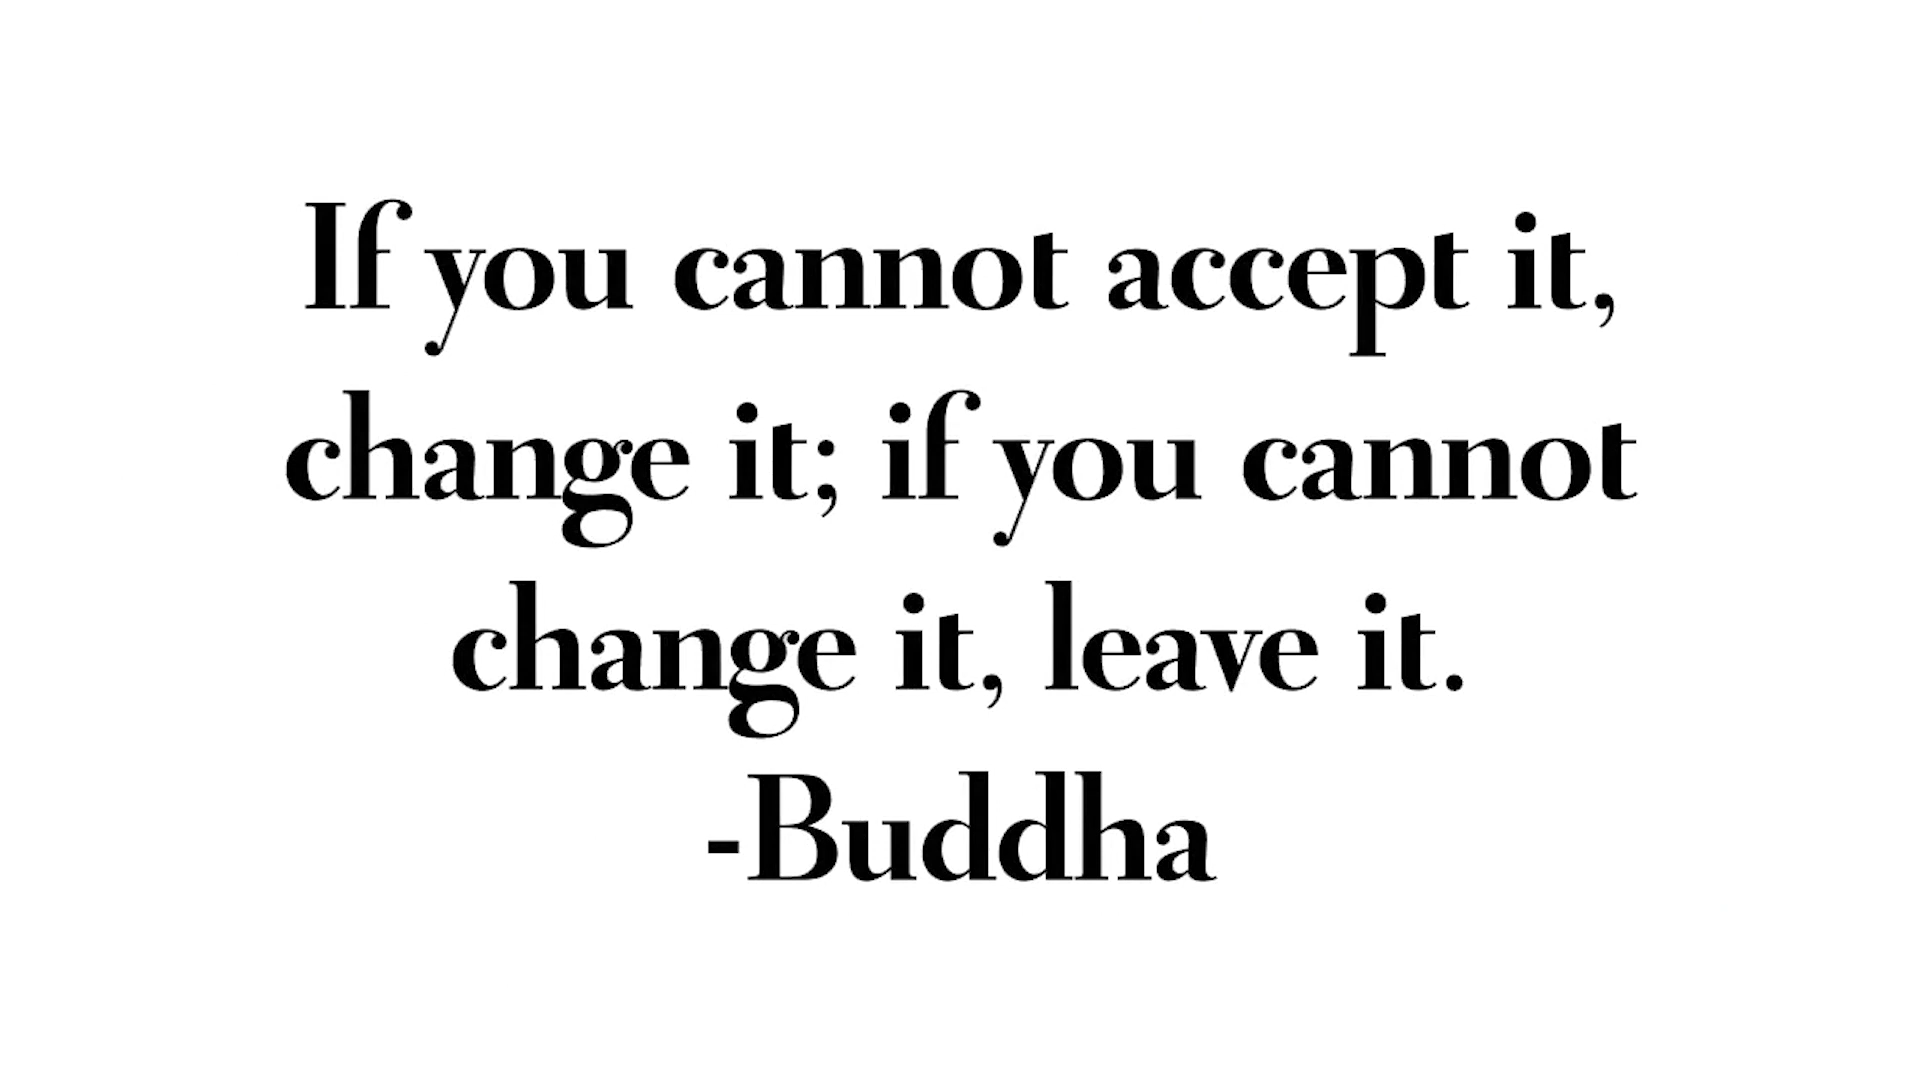 If you cannot accept it,
change it; if you cannot
change it, leave it.
-Buddha